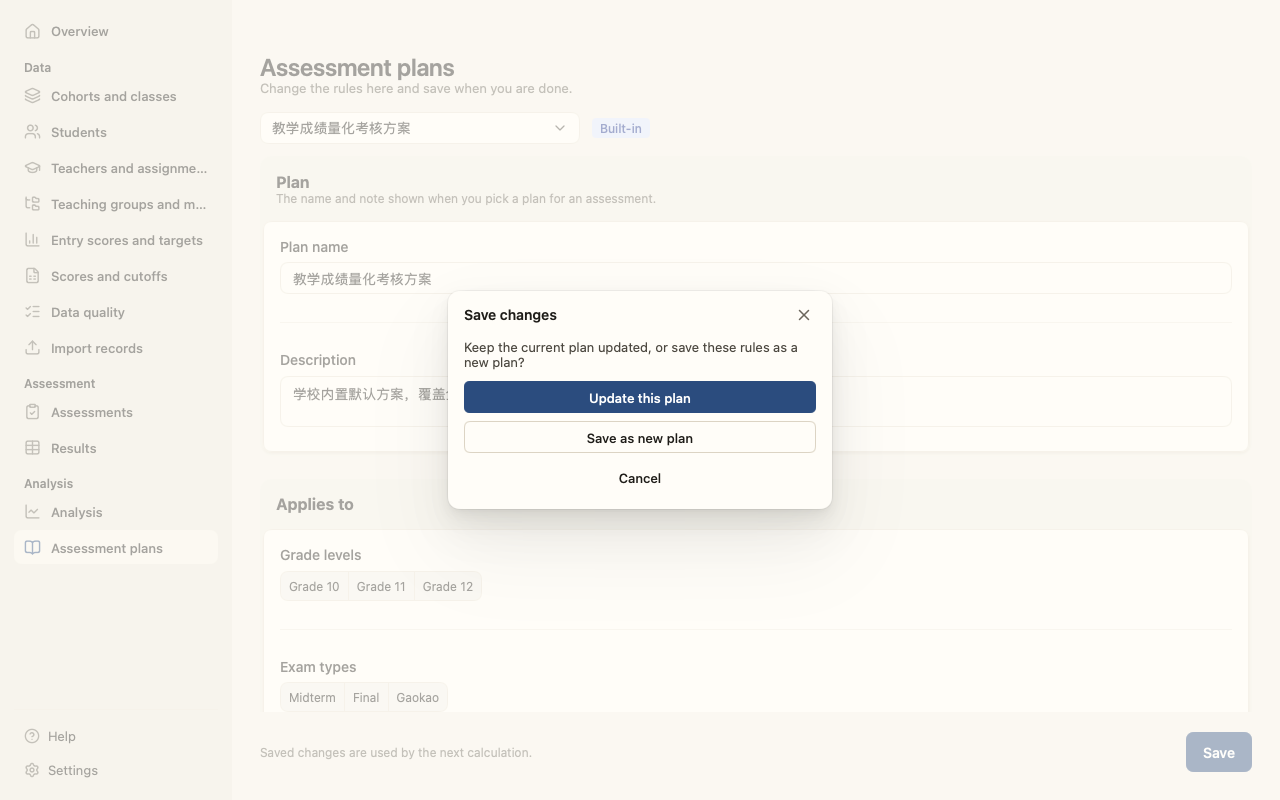 Overview
Data
Cohorts and classes
Students
Teachers and assignme...
Teaching groups and m...
Entry scores and targets
Scores and cutoffs
Data quality
Import records
Assessment
Assessments
Results
Analysis
Analysis
Assessment plans
Help
Settings
Assessment plans
Change the rules here and save when you are done.
教学成绩量化考核方案
Built-in
Plan
The name and note shown when you pick a plan for an assessment.
Plan name
教学成绩量化考核方案
Description
学校内置默认方案，覆盖
Save changes
Keep the current plan updated, or save these rules as a
new plan?
Update this plan
Save as new plan
Cancel
Applies to
Grade levels
Grade 10
Grade 11
Grade 12
Exam types
Midterm
Final
Gaokao
Saved changes are used by the next calculation.
Save